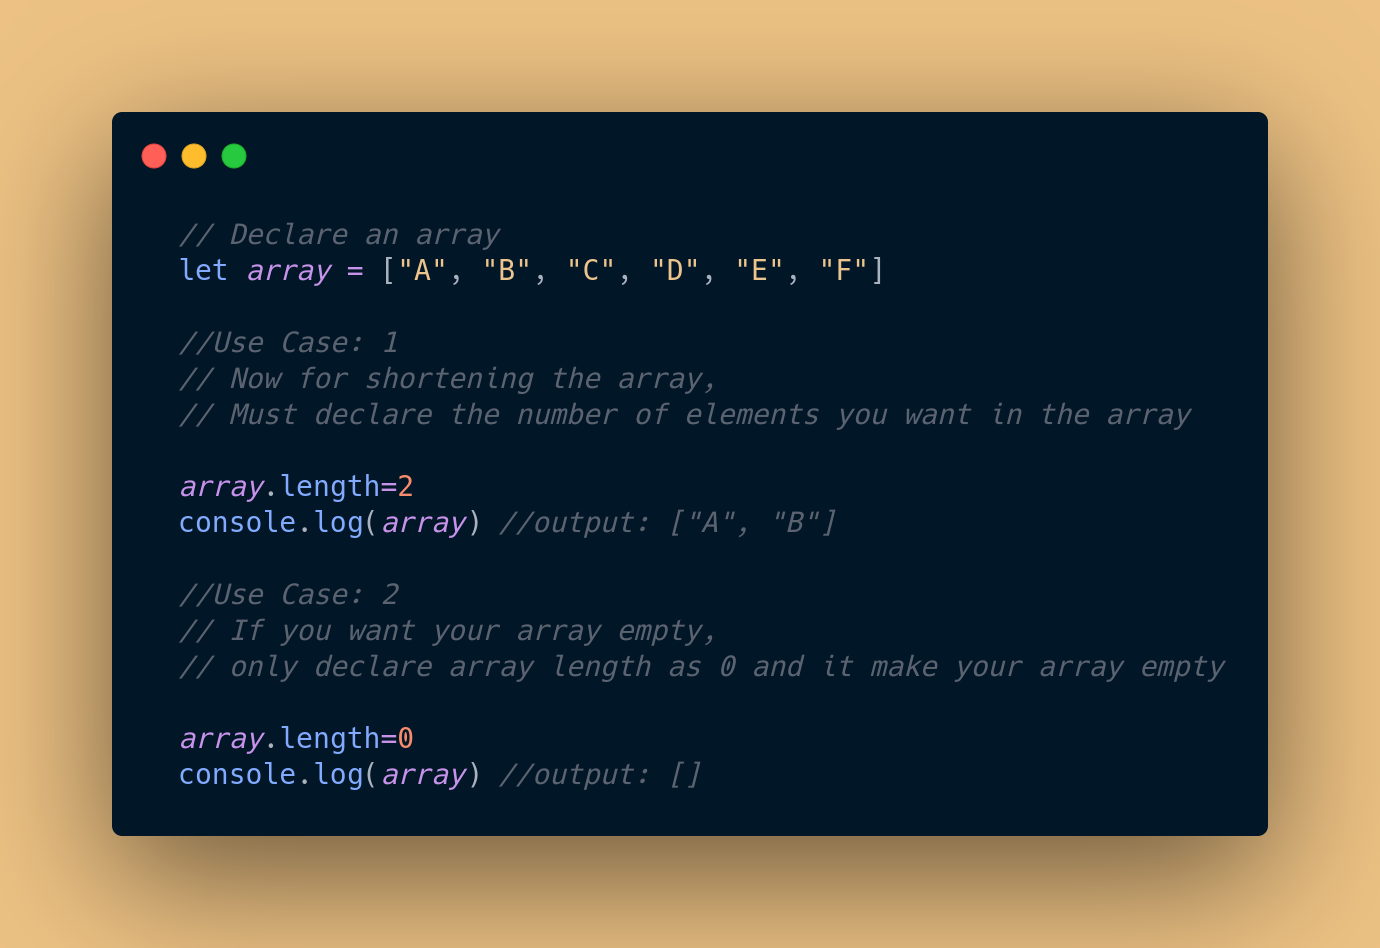 // Declare an array
let array = ["A", "B", "C", "D", "E", "F"]
//Use Case: 1
// Now for shortening the array,
// Must declare the number of elements you want in the array
array.length=2
console.log(array) //output: ["A", "B"]
//Use Case: 2
// If you want your array empty,
// only declare array length as 0 and it make your array empty
array.length=0
console.log(array) //output: []